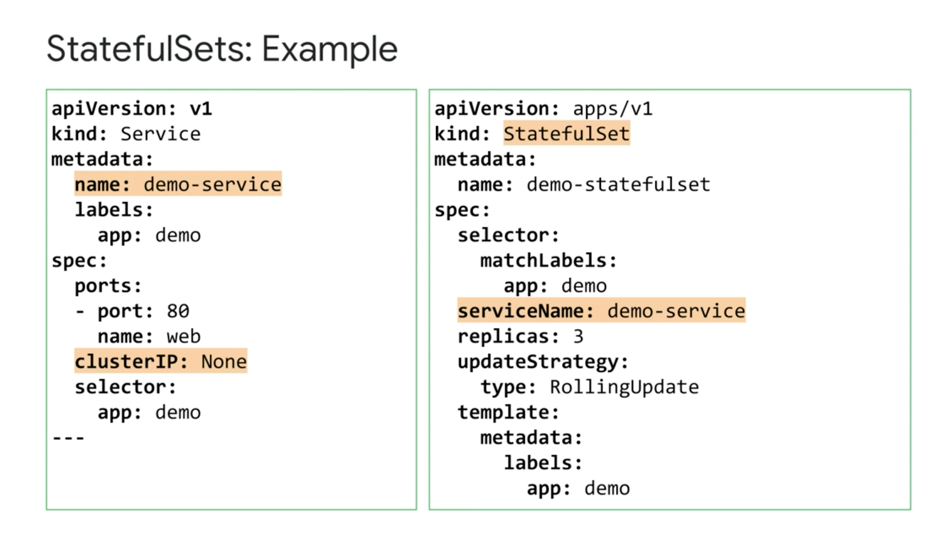 StatefulSets: Example
apiVersion: v1
kind: Service
metadata:
  name: demo-service
  labels:
    app: demo
spec:
  ports:
  - port: 80
    name: web
  clusterIP: None
  selector:
    app: demo
---
apiVersion: apps/v1
kind: StatefulSet
metadata:
  name: demo-statefulset
spec:
  selector:
    matchLabels:
      app: demo
  serviceName: demo-service
  replicas: 3
  updateStrategy:
    type: RollingUpdate
  template:
    metadata:
      labels:
        app: demo